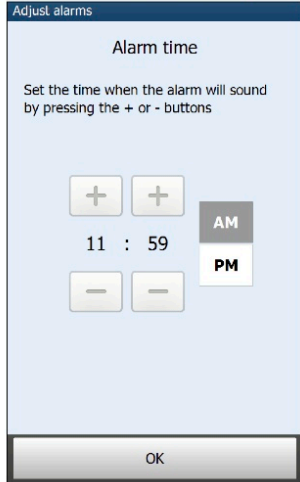 Adjust alarms
Alarm time
Set the time when the alarm will sound
by pressing the + or - buttons
+ +
AM
11 : 59
PM
- -
OK